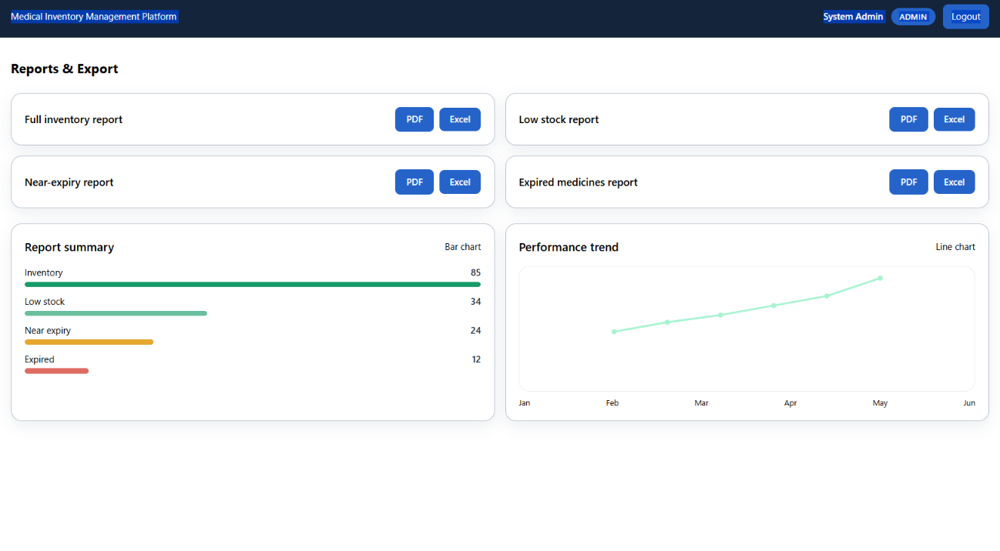 Medical Inventory Management Platform
System Admin ADMIN Logout
Reports & Export
Full inventory report PDF Excel
Low stock report PDF Excel
Near-expiry report PDF Excel
Expired medicines report PDF Excel
Report summary Bar chart
Inventory 85
Low stock 34
Near expiry 24
Expired 12
Performance trend Line chart
Jan Feb Mar Apr May Jun